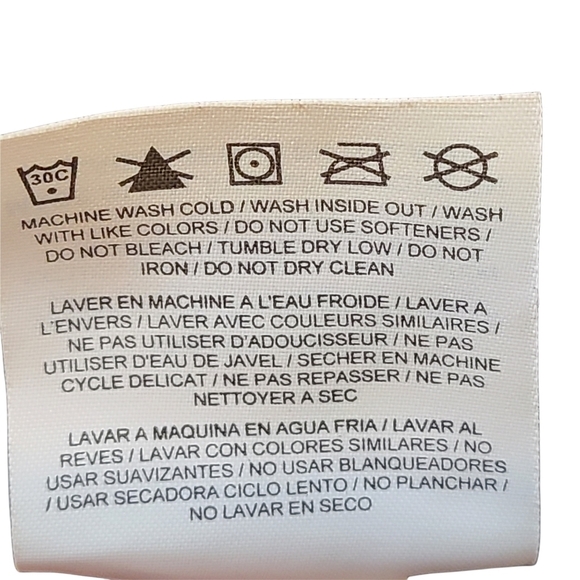 30C
MACHINE WASH COLD / WASH INSIDE OUT / WASH
WITH LIKE COLORS / DO NOT USE SOFTENERS /
DO NOT BLEACH / TUMBLE DRY LOW / DO NOT
IRON / DO NOT DRY CLEAN
LAVER EN MACHINE A L'EAU FROIDE / LAVER A
L'ENVERS / LAVER AVEC COULEURS SIMILAIRES /
NE PAS UTILISER D'ADOUCISSEUR / NE PAS
UTILISER D'EAU DE JAVEL / SECHER EN MACHINE
CYCLE DELICAT / NE PAS REPASSER / NE PAS
NETTOYER A SEC
LAVAR A MAQUINA EN AGUA FRIA / LAVAR AL
REVES / LAVAR CON COLORES SIMILARES / NO
USAR SUAVIZANTES / NO USAR BLANQUEADORES
/ USAR SECADORA CICLO LENTO / NO PLANCHAR /
NO LAVAR EN SECO